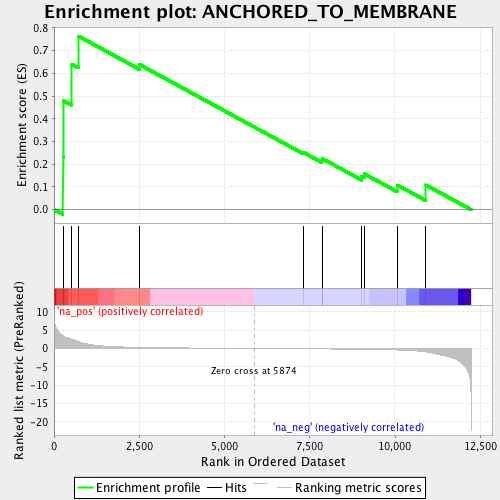 Enrichment plot: ANCHORED_TO_MEMBRANE
Enrichment score (ES)
0.8
0.7
0.6
0.5
0.4
0.3
0.2
0.1
0.0
'na_pos' (positively correlated)
Ranked list metric (PreRanked)
10
5
0
-5
-10
-15
-20
Zero cross at 5874
'na_neg' (negatively correlated)
0
2,500
5,000
7,500
10,000
12,500
Rank in Ordered Dataset
Enrichment profile
Hits
Ranking metric scores